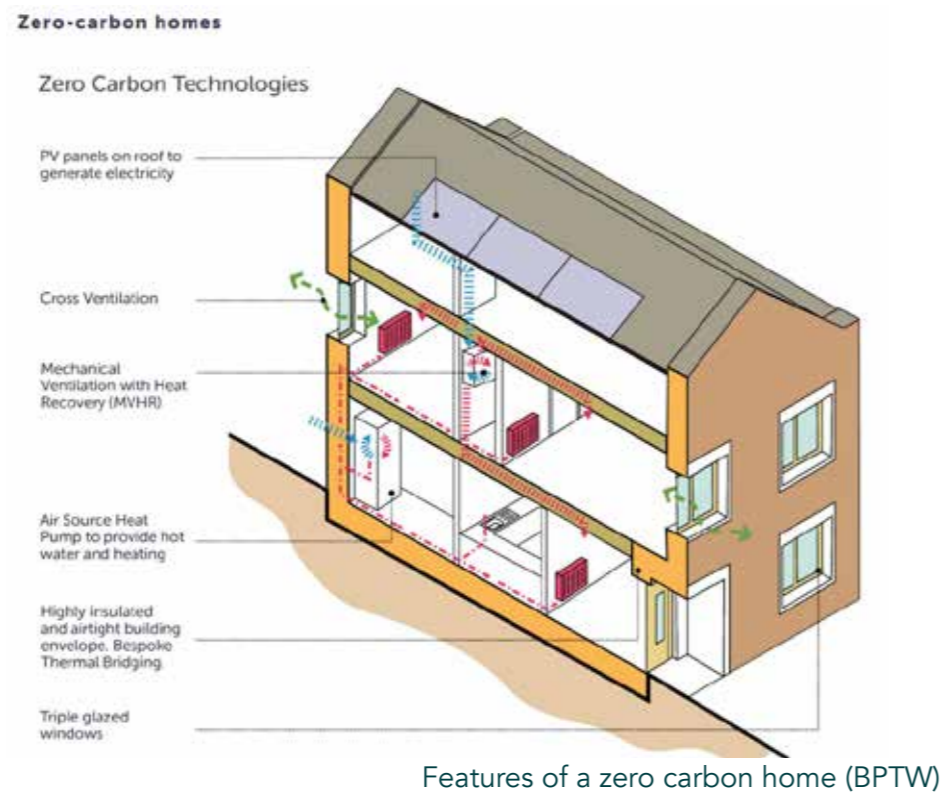 Zero-carbon homes
Zero Carbon Technologies
PV panels on roof to
generate electricity
Cross Ventilation
Mechanical
Ventilation with Heat
Recovery (MVHR)
Air Source Heat
Pump to provide hot
water and heating
Highly insulated
and airtight building
envelope. Bespoke
Thermal Bridging
Triple glazed
windows
Features of a zero carbon home (BPTW)